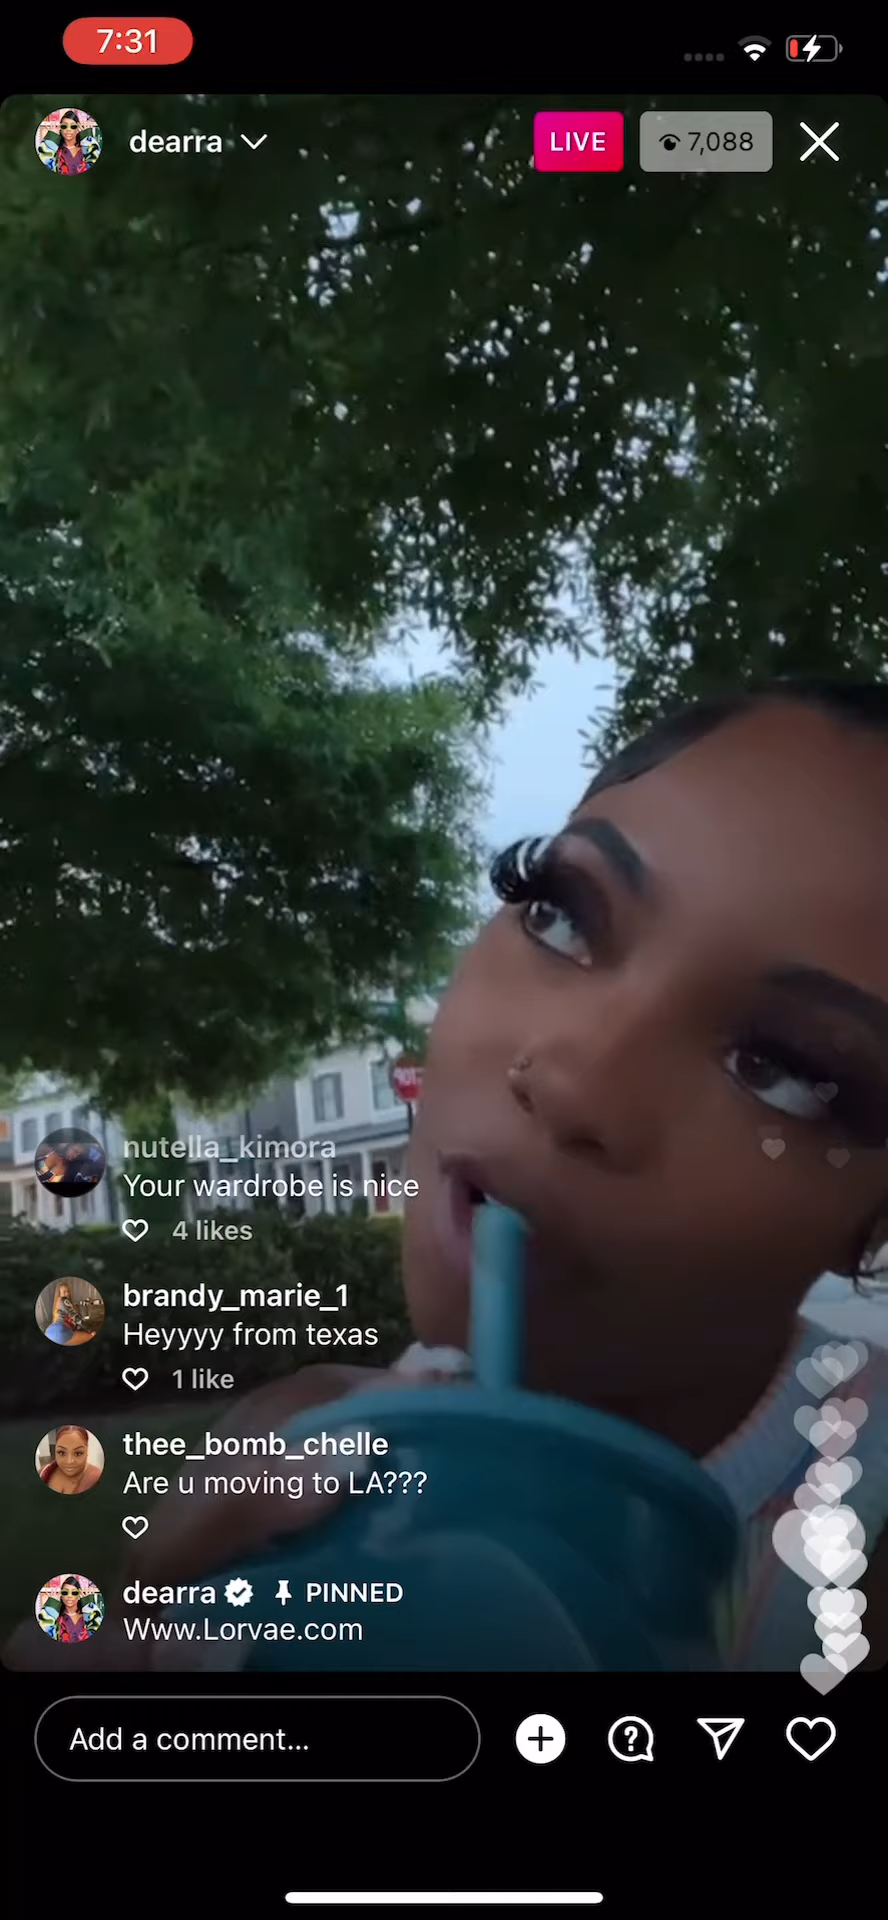 7:31
dearra
LIVE
7,088
nutella_kimora
Your wardrobe is nice
4 likes
brandy_marie_1
Heyyyy from texas
1 like
thee_bomb_chelle
Are u moving to LA???
dearra PINNED
Www.Lorvae.com
Add a comment...